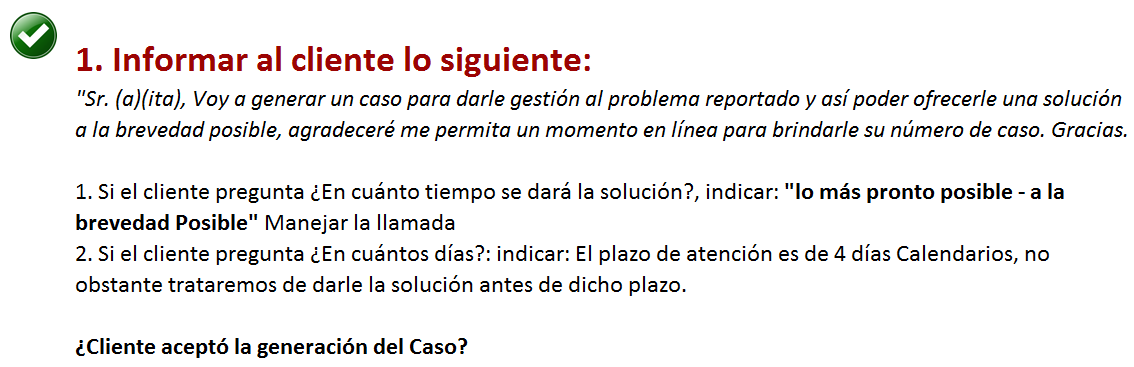 1. Informar al cliente lo siguiente:
"Sr. (a)(ita), Voy a generar un caso para darle gestión al problema reportado y así poder ofrecerle una solución
a la brevedad posible, agradeceré me permita un momento en línea para brindarle su número de caso. Gracias.
1. Si el cliente pregunta ¿En cuánto tiempo se dará la solución?, indicar: "lo más pronto posible - a la
brevedad Posible" Manejar la llamada
2. Si el cliente pregunta ¿En cuántos días?: indicar: El plazo de atención es de 4 días Calendarios, no
obstante trataremos de darle la solución antes de dicho plazo.
¿Cliente aceptó la generación del Caso?